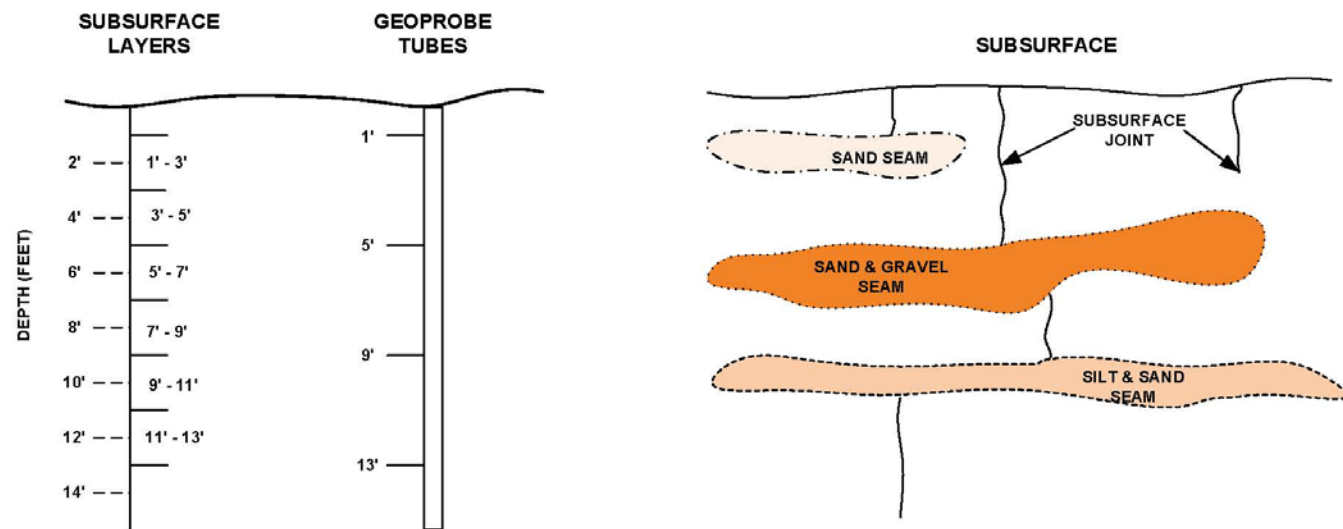 SUBSURFACE
LAYERS
GEOPROBE
TUBES
SUBSURFACE
DEPTH (FEET)
2'
4'
6'
8'
10'
12'
14'
1' - 3'
3' - 5'
5' - 7'
7' - 9'
9' - 11'
11' - 13'
1'
5'
9'
13'
SUBSURFACE
JOINT
SAND SEAM
SAND & GRAVEL
SEAM
SILT & SAND
SEAM